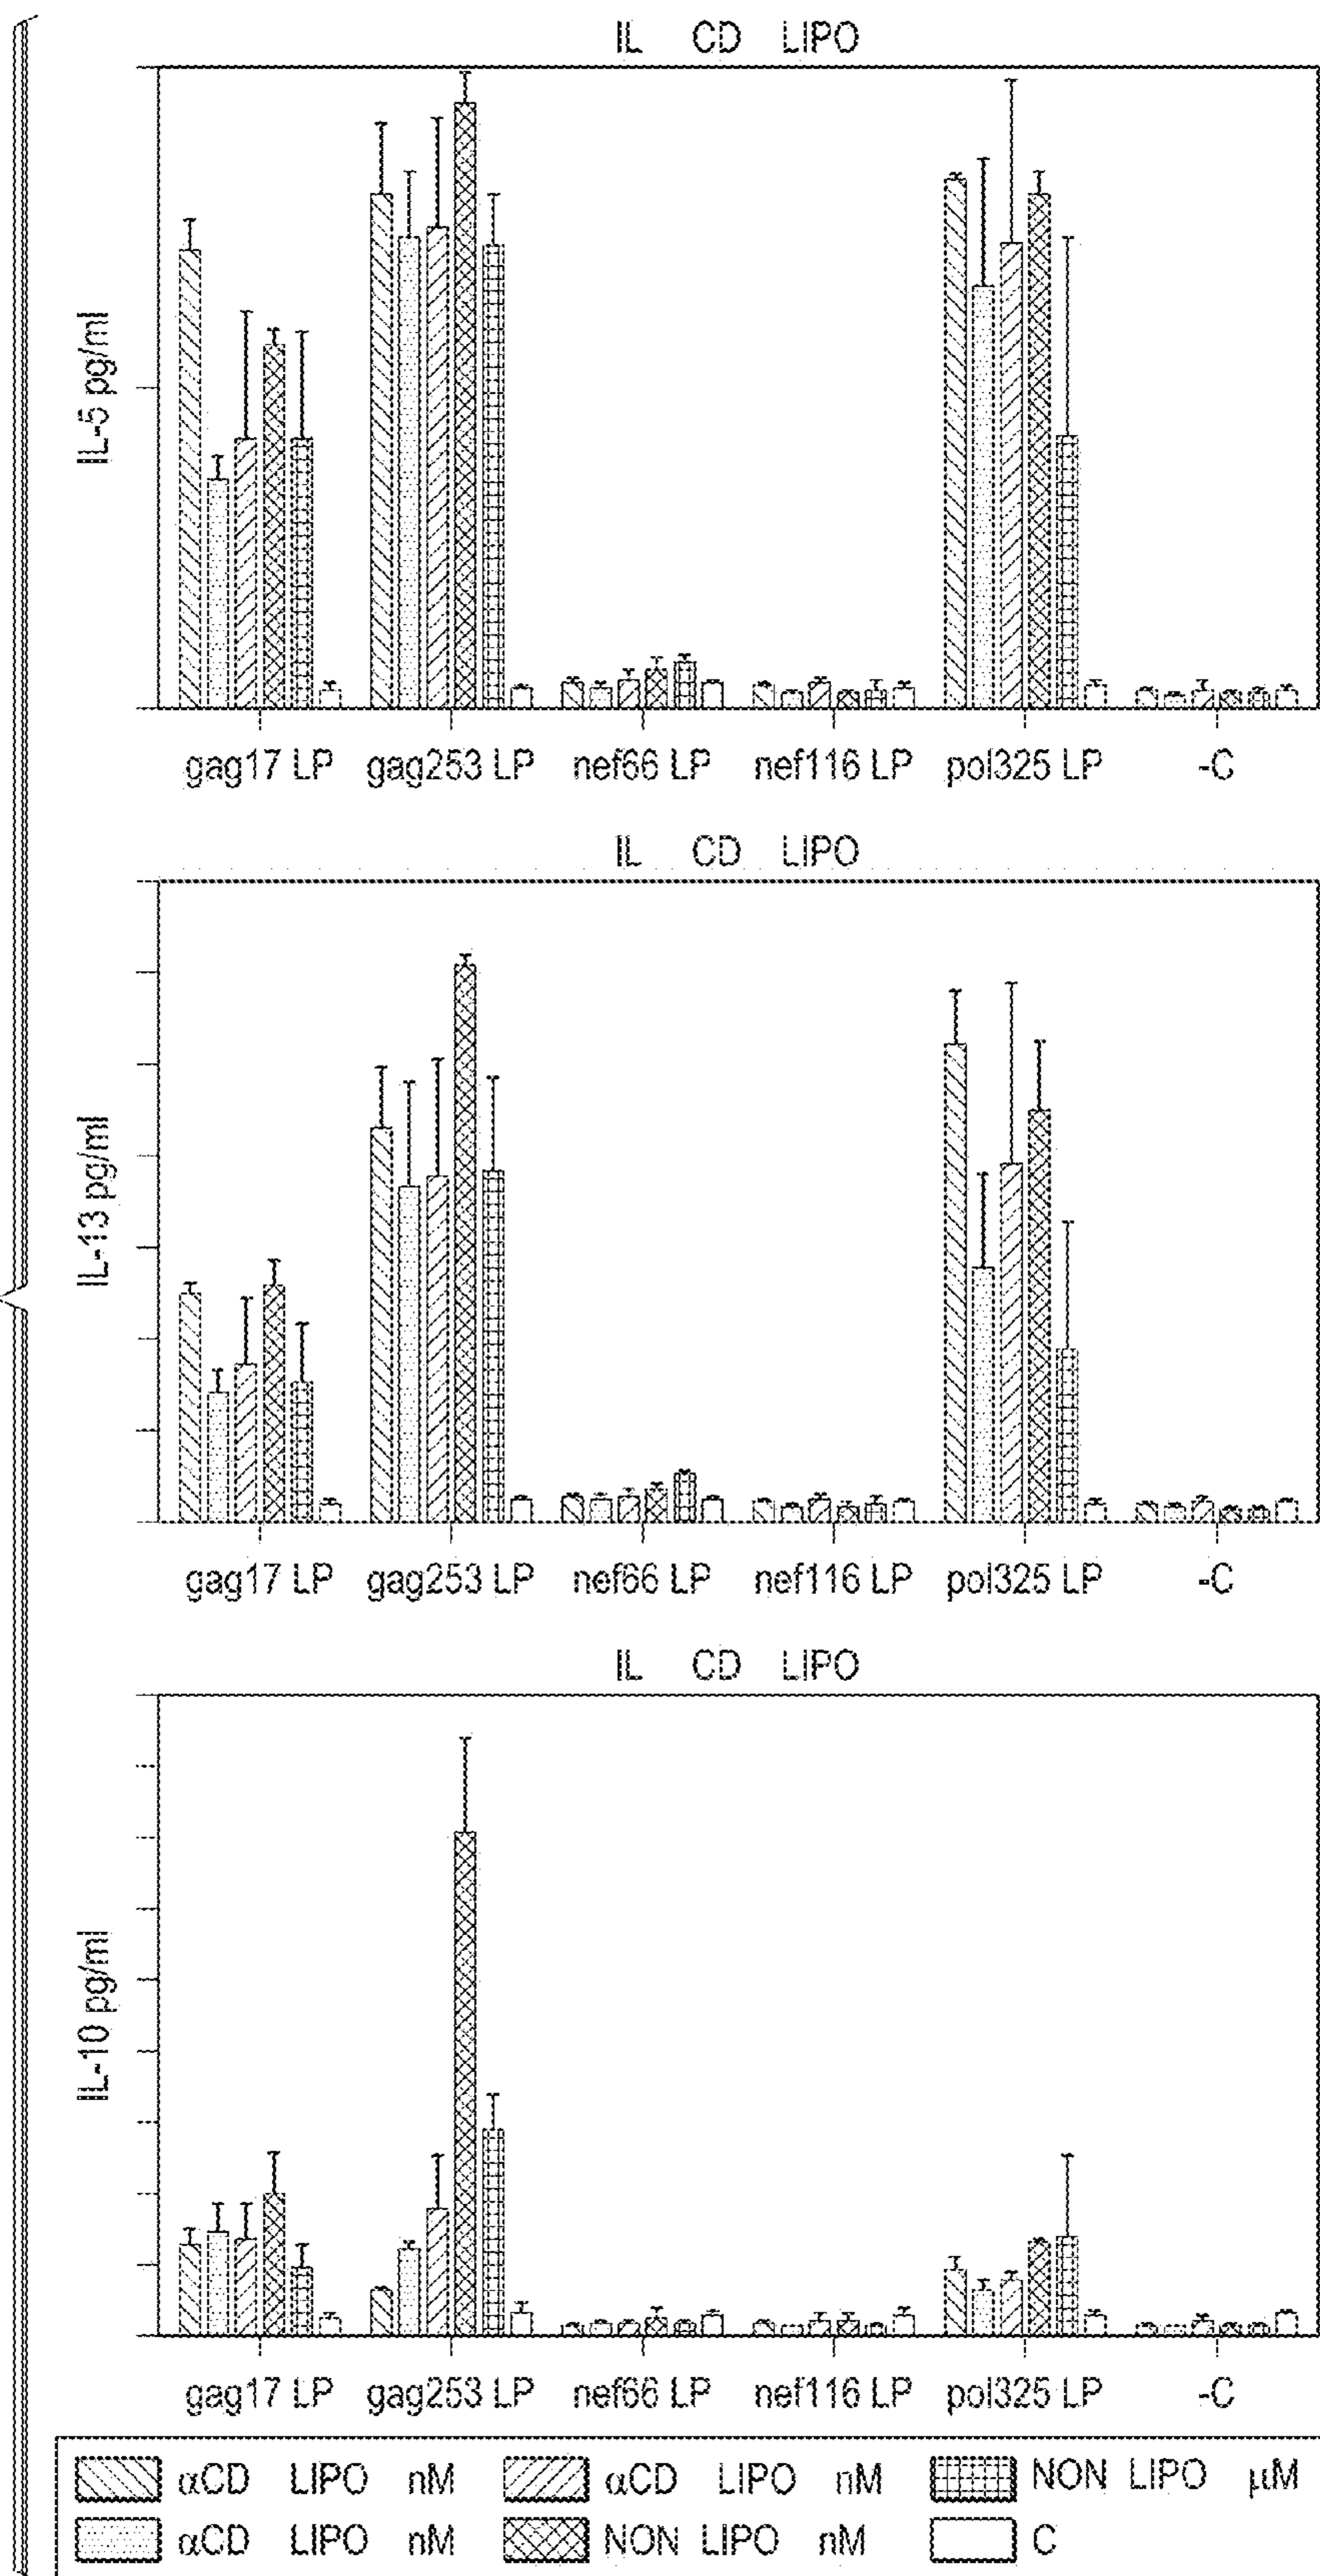 IL CD LIPO
IL-5 pg/ml
gag17 LP gag253 LP nef66 LP nef116 LP pol325 LP -C
IL CD LIPO
IL-13 pg/ml
gag17 LP gag253 LP nef66 LP nef116 LP pol325 LP -C
IL CD LIPO
IL-10 pg/ml
gag17 LP gag253 LP nef66 LP nef116 LP pol325 LP -C
αCD LIPO nM αCD LIPO nM NON LIPO μM
αCD LIPO nM NON LIPO nM C